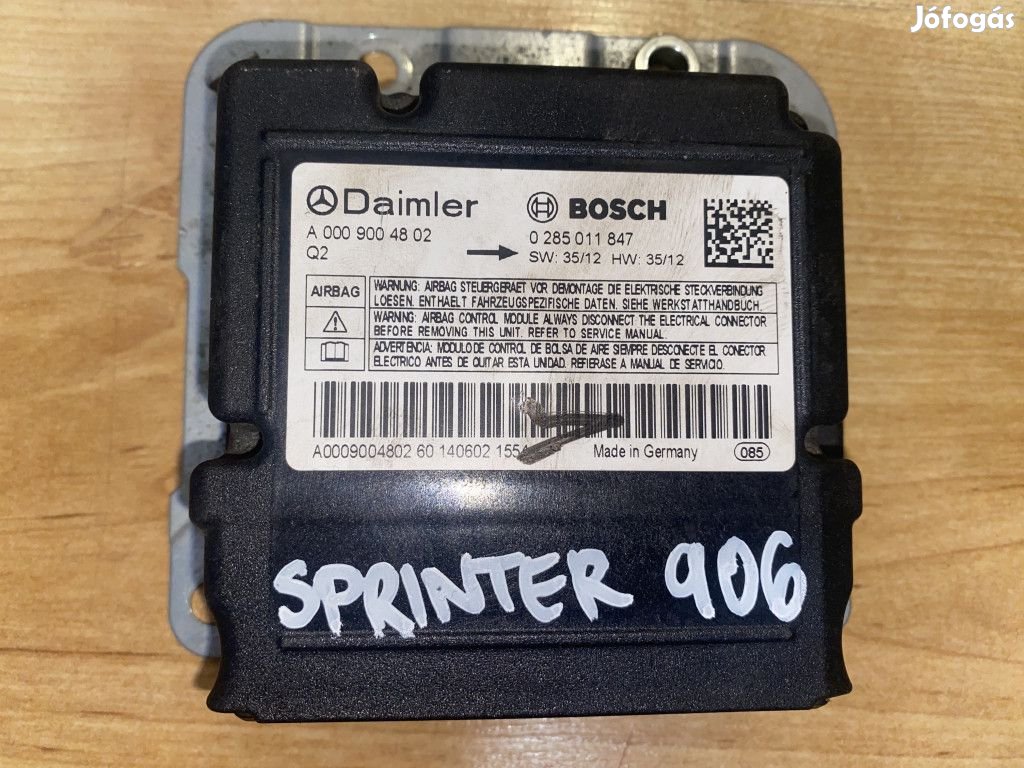 Jófogás
Daimler BOSCH
A 000 900 48 02 0 285 011 847
Q2 SW: 35/12 HW: 35/12
AIRBAG
WARNUNG: AIRBAG STEUERGERAET VOR DEMONTAGE DIE ELEKTRISCHE STECKVERBINDUNG
LOESEN. ENTHAELT FAHRZEUGSPEZIFISCHE DATEN. SIEHE WERKSTATTHANDBUCH.
WARNING: AIRBAG CONTROL MODULE ALWAYS DISCONNECT THE ELECTRICAL CONNECTOR
BEFORE REMOVING THIS UNIT. REFER TO SERVICE MANUAL.
ADVERTENCIA: MODULO DE CONTROL DE BOLSA DE AIRE SIEMPRE DESCONECTE EL CONECTOR
ELECTRICO ANTES DE QUITAR ESTA UNIDAD. REFIERASE A MANUAL DE SERVICIO.
A0009004802 60 140602 Made in Germany 085
SPRINTER 906